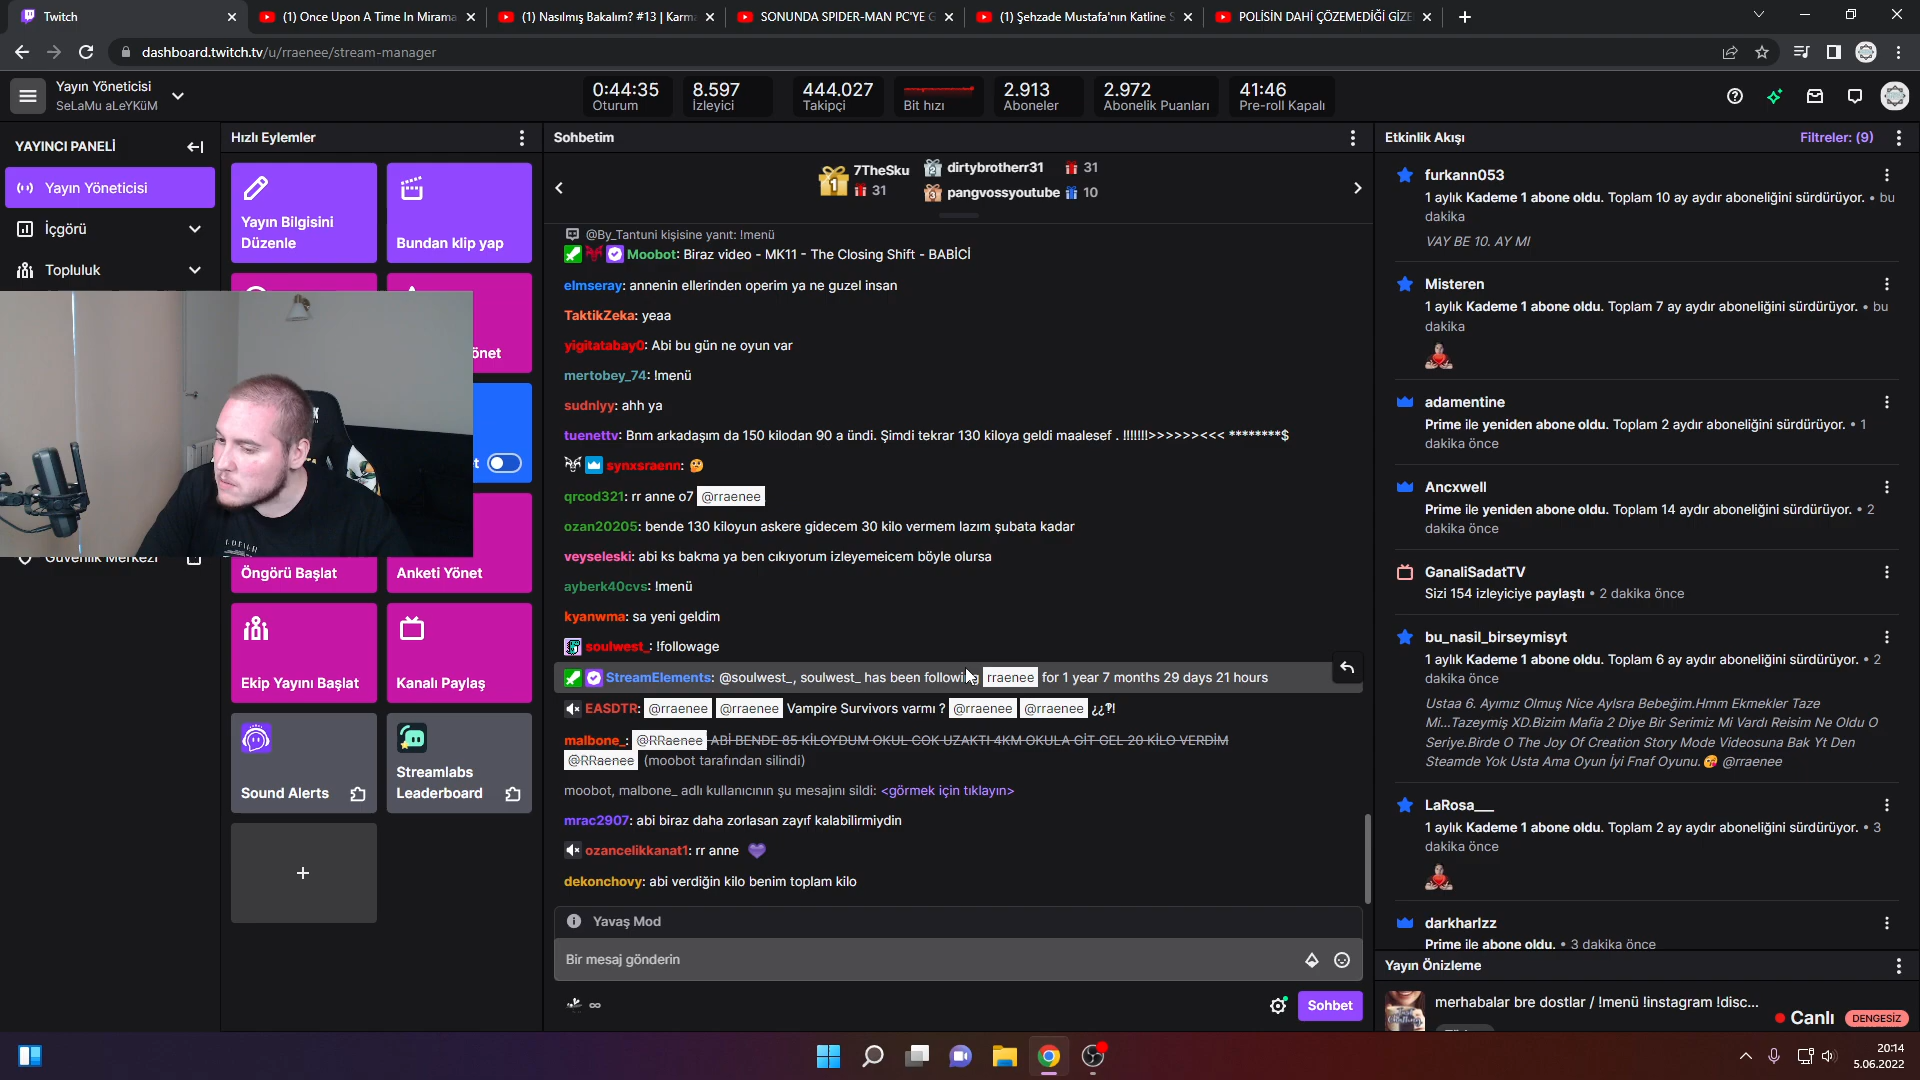 Twitch
(1) Once Upon A Time In Mirama
(1) Nasılmış Bakalım? #13 | Karma
SONUNDA SPIDER-MAN PC'YE G
(1) Şehzade Mustafa'nın Katline S
POLİSİN DAHİ ÇÖZEMEDİĞİ GİZE
dashboard.twitch.tv/u/rraenee/stream-manager
Yayın Yöneticisi
SeLaMu aLeYKüM
0:44:35
Oturum
8.597
İzleyici
444.027
Takipçi
Bit hızı
2.913
Aboneler
2.972
Abonelik Puanları
41:46
Pre-roll Kapalı
YAYINCI PANELİ
Yayın Yöneticisi
İçgörü
Topluluk
Güvenlik Merkezi
Hızlı Eylemler
Yayın Bilgisini
Düzenle
Bundan klip yap
önet
t
Öngörü Başlat
Anketi Yönet
Ekip Yayını Başlat
Kanalı Paylaş
Sound Alerts
Streamlabs
Leaderboard
+
Sohbetim
1
7TheSku
31
2 dirtybrotherr31 31
3 pangvossyoutube 10
@By_Tantuni kişisine yanıt: !menü
Moobot: Biraz video - MK11 - The Closing Shift - BABİCİ
elmseray: annenin ellerinden operim ya ne guzel insan
TaktikZeka: yeaa
yigitatabay0: Abi bu gün ne oyun var
mertobey_74: !menü
sudnlyy: ahh ya
tuenettv: Bnm arkadaşım da 150 kilodan 90 a ündi. Şimdi tekrar 130 kiloya geldi maalesef . !!!!!!!>>>>>><<< ********$
synxsraenn: 🤔
qrcod321: rr anne o7 @rraenee
ozan20205: bende 130 kiloyun askere gidecem 30 kilo vermem lazım şubata kadar
veyseleski: abi ks bakma ya ben cıkıyorum izleyemeicem böyle olursa
ayberk40cvs: !menü
kyanwma: sa yeni geldim
soulwest_: !followage
StreamElements: @soulwest_, soulwest_ has been following rraenee for 1 year 7 months 29 days 21 hours
EASDTR: @rraenee @rraenee Vampire Survivors varmı ? @rraenee @rraenee ¿¿?!
malbone_: @RRaenee ABİ BENDE 85 KİLOYDUM OKUL COK UZAKTI 4KM OKULA GİT GEL 20 KİLO VERDİM
@RRaenee (moobot tarafından silindi)
moobot, malbone_ adlı kullanıcının şu mesajını sildi: <görmek için tıklayın>
mrac2907: abi biraz daha zorlasan zayıf kalabilirmiydin
ozancelikkanat1: rr anne 💜
dekonchovy: abi verdiğin kilo benim toplam kilo
Yavaş Mod
Bir mesaj gönderin
∞
Sohbet
Etkinlik Akışı
Filtreler: (9)
furkann053
1 aylık Kademe 1 abone oldu. Toplam 10 ay aydır aboneliğini sürdürüyor. • bu
dakika
VAY BE 10. AY MI
Misteren
1 aylık Kademe 1 abone oldu. Toplam 7 ay aydır aboneliğini sürdürüyor. • bu
dakika
adamentine
Prime ile yeniden abone oldu. Toplam 2 aydır aboneliğini sürdürüyor. • 1
dakika önce
Ancxwell
Prime ile yeniden abone oldu. Toplam 14 aydır aboneliğini sürdürüyor. • 2
dakika önce
GanaliSadatTV
Sizi 154 izleyiciye paylaştı • 2 dakika önce
bu_nasil_birseymisyt
1 aylık Kademe 1 abone oldu. Toplam 6 ay aydır aboneliğini sürdürüyor. • 2
dakika önce
Ustaa 6. Ayımız Olmuş Nice Aylsra Bebeğim.Hmm Ekmekler Taze
Mi...Tazeymiş XD.Bizim Mafia 2 Diye Bir Serimiz Mi Vardı Reisim Ne Oldu O
Seriye.Birde O The Joy Of Creation Story Mode Videosuna Bak Yt Den
Steamde Yok Usta Ama Oyun İyi Fnaf Oyunu.😘 @rraenee
LaRosa___
1 aylık Kademe 1 abone oldu. Toplam 2 ay aydır aboneliğini sürdürüyor. • 3
dakika önce
darkharlzz
Prime ile abone oldu. • 3 dakika önce
Yayın Önizleme
merhabalar bre dostlar / !menü !instagram !disc...
Canlı
DENGESİZ
20:14
5.06.2022